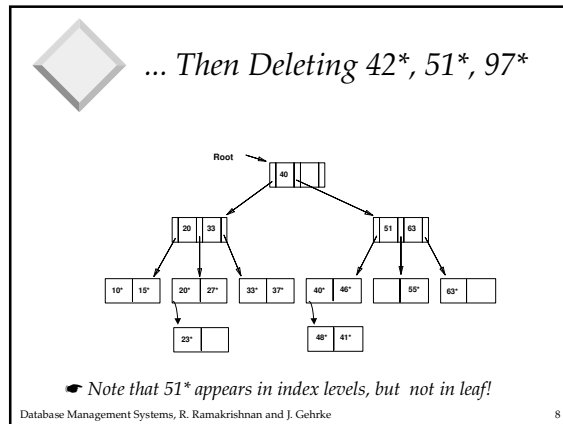 ... Then Deleting 42*, 51*, 97*
Root
40
20 33 51 63
10* 15* 20* 27* 33* 37* 40* 46* 55* 63*
23* 48* 41*
☛ Note that 51* appears in index levels, but not in leaf!
Database Management Systems, R. Ramakrishnan and J. Gehrke 8